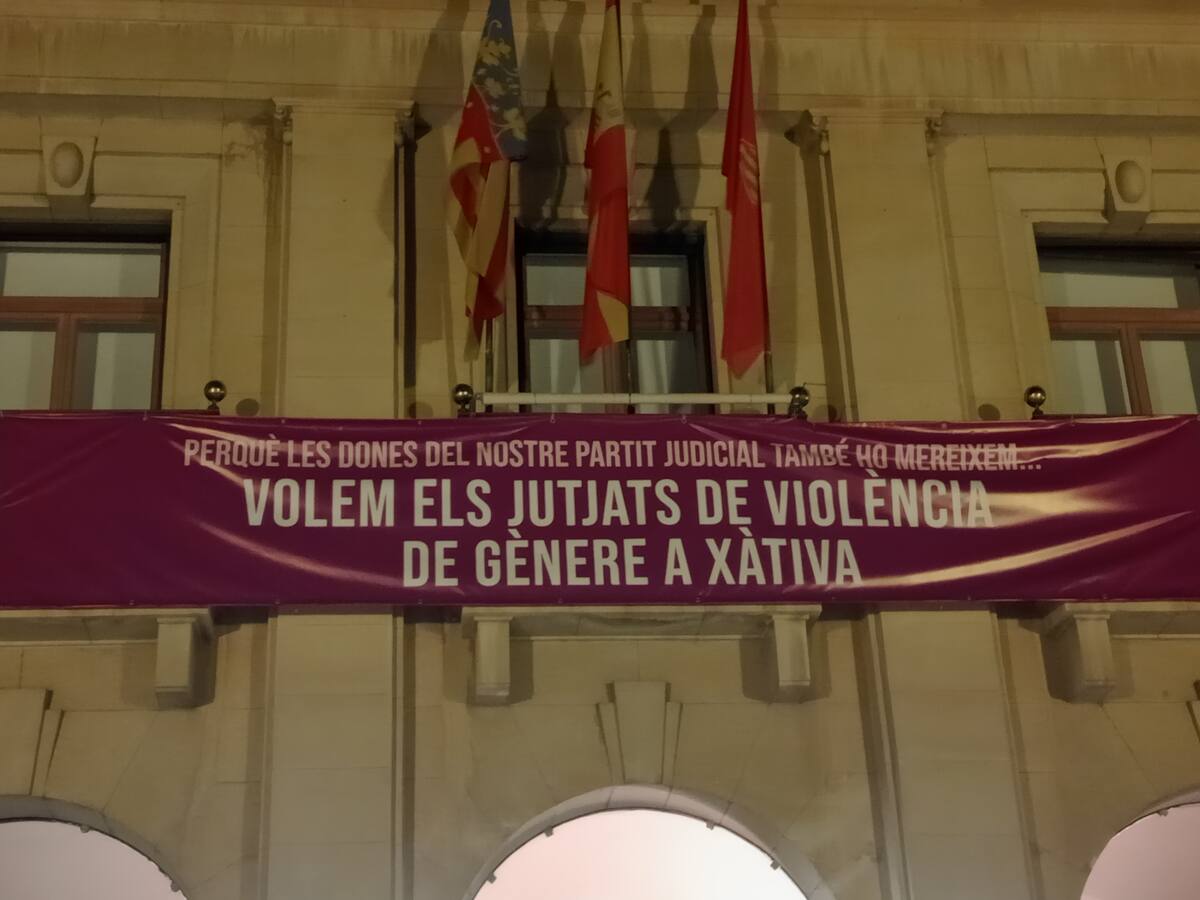 PERQUÈ LES DONES DEL NOSTRE PARTIT JUDICIAL TAMBÉ HO MEREIXEM...
VOLEM ELS JUTJATS DE VIOLÈNCIA
DE GÈNERE A XÀTIVA